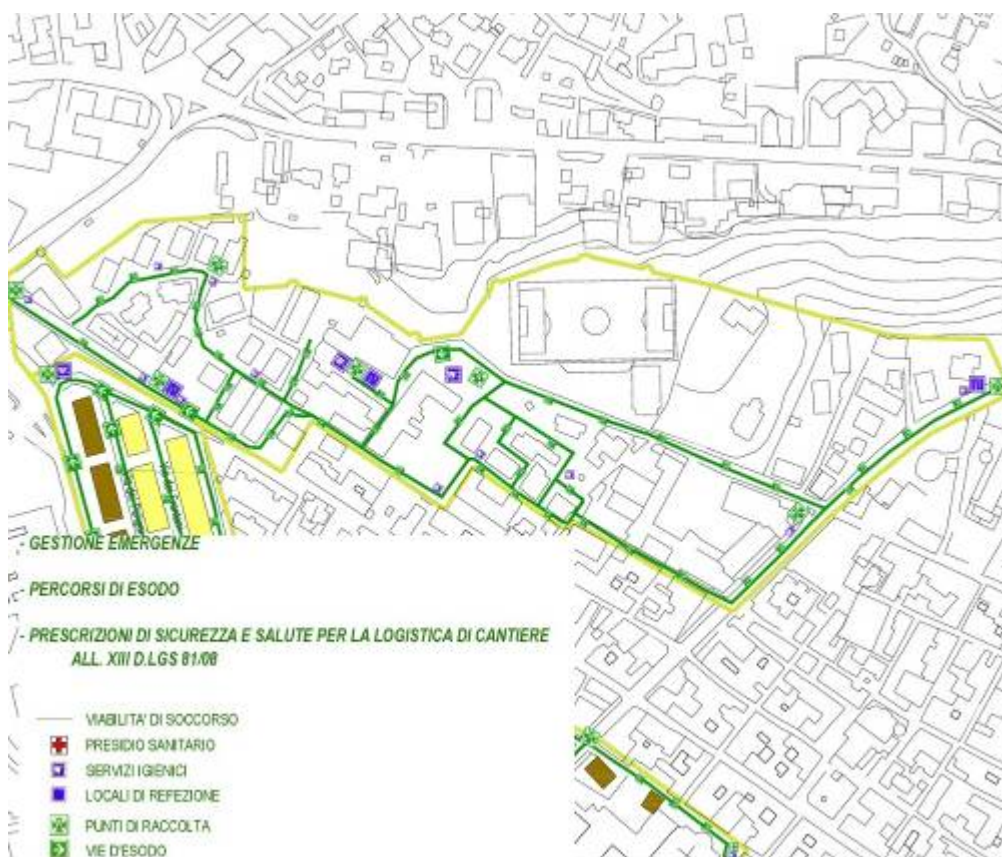 - GESTIONE EMERGENZE
- PERCORSI DI ESODO
- PRESCRIZIONI DI SICUREZZA E SALUTE PER LA LOGISTICA DI CANTIERE
ALL. XIII D.LGS 81/08
VIABILITA' DI SOCCORSO
PRESIDIO SANITARIO
SERVIZI IGIENICI
LOCALI DI REFEZIONE
PUNTI DI RACCOLTA
VIE D'ESODO